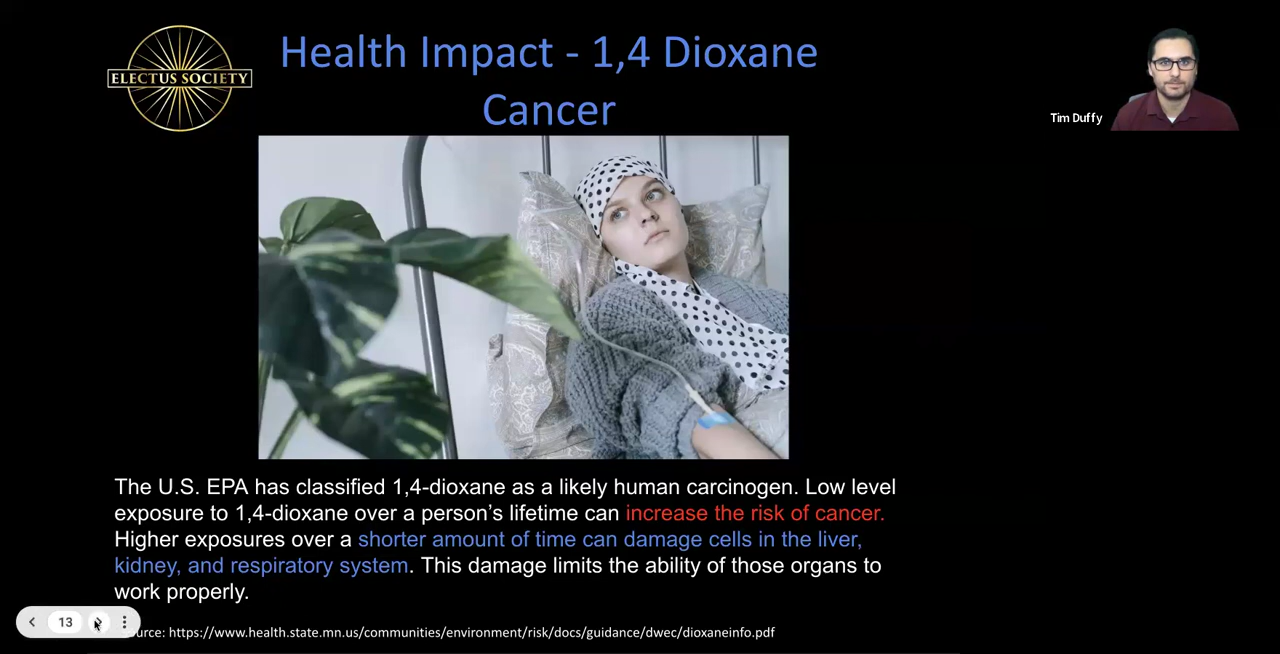 ELECTUS SOCIETY
Health Impact - 1,4 Dioxane
Cancer
Tim Duffy
The U.S. EPA has classified 1,4-dioxane as a likely human carcinogen. Low level
exposure to 1,4-dioxane over a person's lifetime can increase the risk of cancer.
Higher exposures over a shorter amount of time can damage cells in the liver,
kidney, and respiratory system. This damage limits the ability of those organs to
work properly.
13
ource: https://www.health.state.mn.us/communities/environment/risk/docs/guidance/dwec/dioxaneinfo.pdf